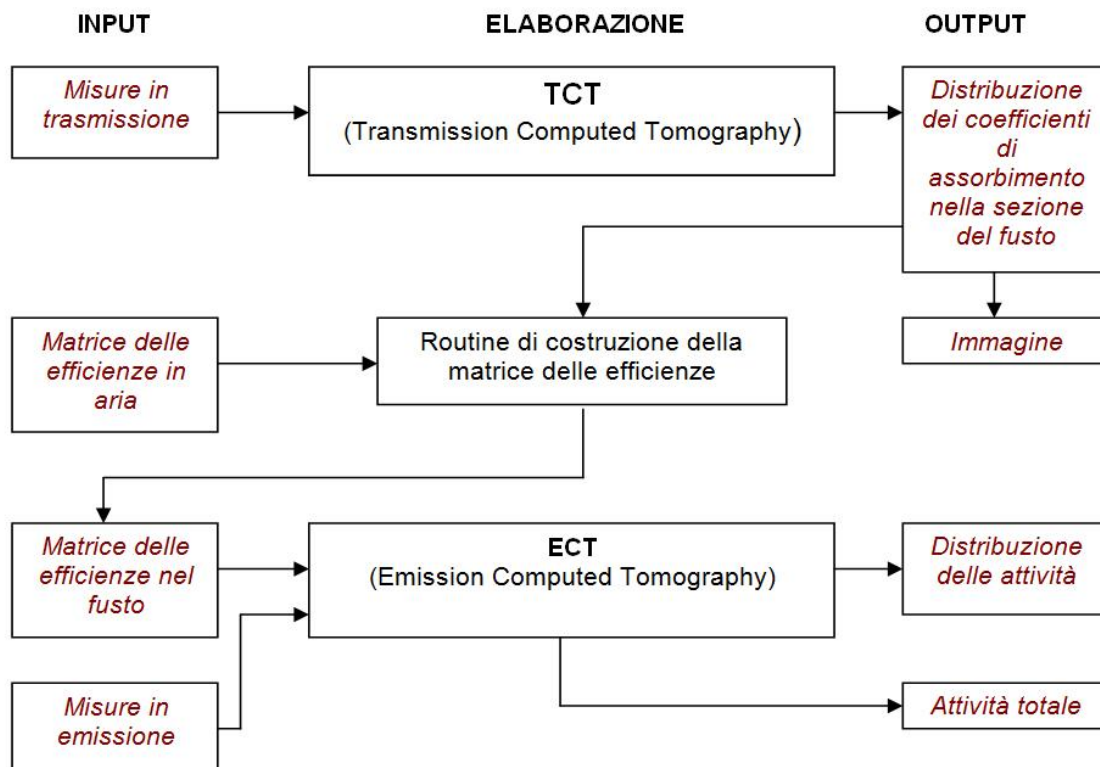 INPUT
ELABORAZIONE
OUTPUT
Misure in
trasmissione
TCT
(Transmission Computed Tomography)
Distribuzione
dei coefficienti
di
assorbimento
nella sezione
del fusto
Matrice delle
efficienze in
aria
Routine di costruzione della
matrice delle efficienze
Immagine
Matrice delle
efficienze nel
fusto
ECT
(Emission Computed Tomography)
Distribuzione
delle attività
Misure in
emissione
Attività totale